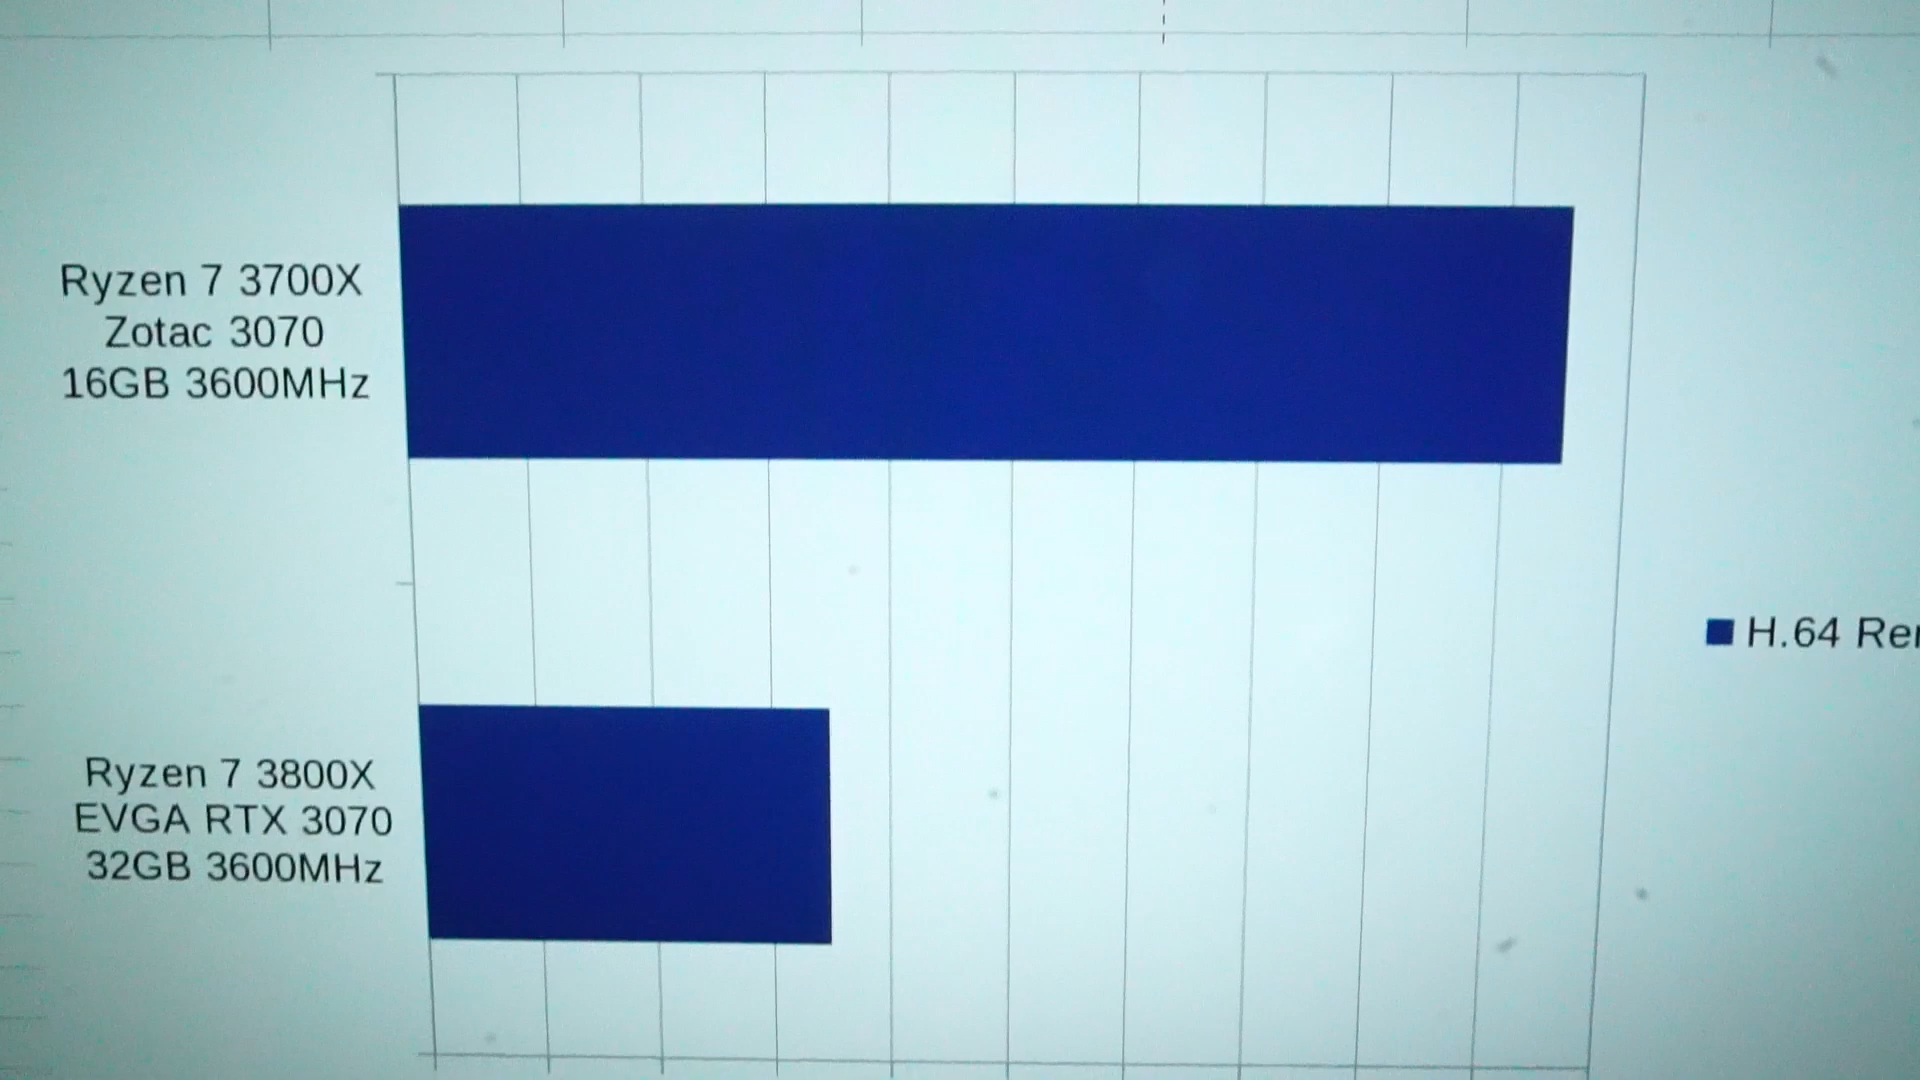 Ryzen 7 3700X
Zotac 3070
16GB 3600MHz
H.64
Ryzen 7 3800X
EVGA RTX 3070
32GB 3600MHz